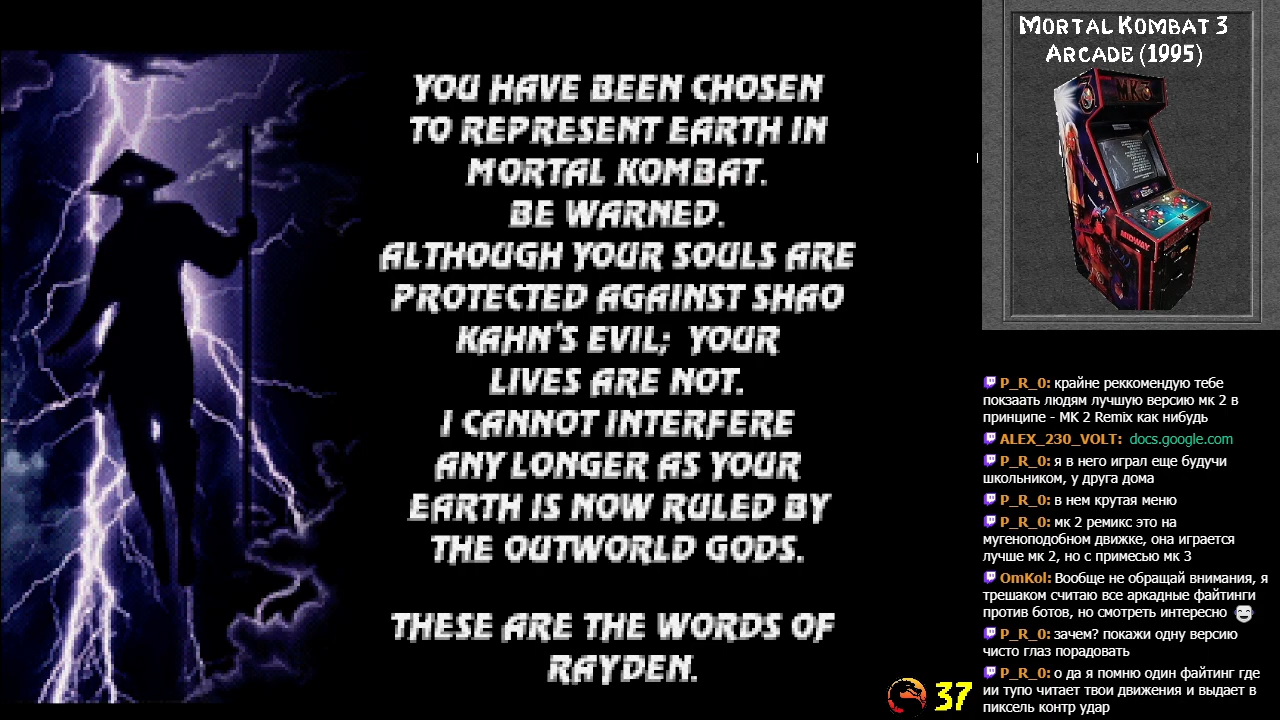 YOU HAVE BEEN CHOSEN
TO REPRESENT EARTH IN
MORTAL KOMBAT.
BE WARNED.
ALTHOUGH YOUR SOULS ARE
PROTECTED AGAINST SHAO
KAHN'S EVIL; YOUR
LIVES ARE NOT.
I CANNOT INTERFERE
ANY LONGER AS YOUR
EARTH IS NOW RULED BY
THE OUTWORLD GODS.
THESE ARE THE WORDS OF
RAYDEN.
37
MORTAL KOMBAT 3
ARCADE (1995)
MK3
MIDWAY
P_R_0: крайне реккомендую тебе
покзаать людям лучшую версию мк 2 в
принципе - MK 2 Remix как нибудь
ALEX_230_VOLT: docs.google.com
P_R_0: я в него играл еще будучи
школьником, у друга дома
P_R_0: в нем крутая меню
P_R_0: мк 2 ремикс это на
мугеноподобном движке, она играется
лучше мк 2, но с примесью мк 3
OmKol: Вообще не обращай внимания, я
трешаком считаю все аркадные файтинги
против ботов, но смотреть интересно
P_R_0: зачем? покажи одну версию
чисто глаз порадовать
P_R_0: о да я помню один файтинг где
ии тупо читает твои движения и выдает в
пиксель контр удар